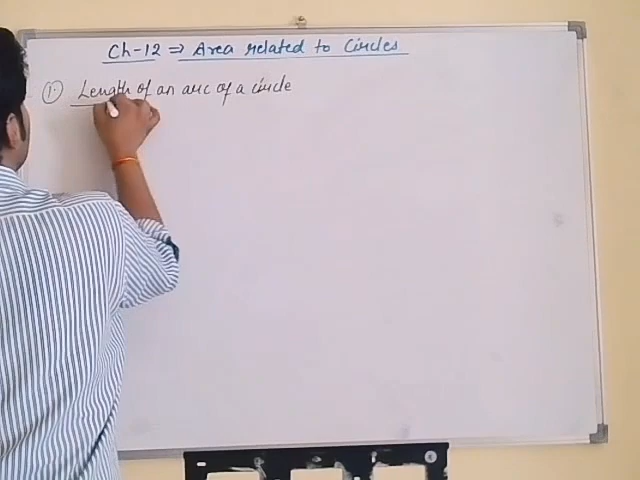 Ch-12 ⇒ Area related to Circles
① Length of an arc of a circle